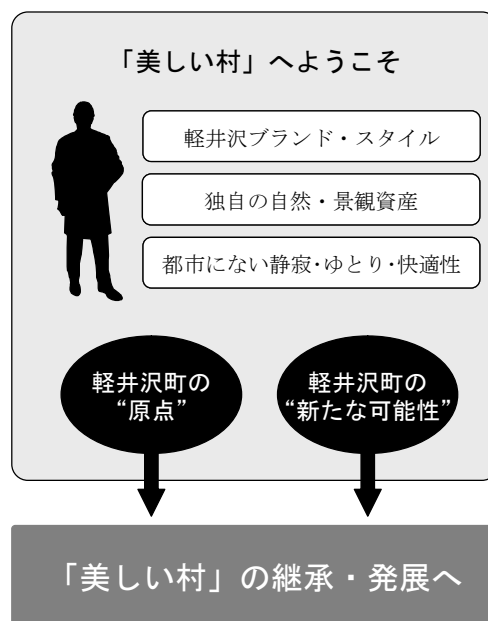 「美しい村」へようこそ
軽井沢ブランド・スタイル
独自の自然・景観資産
都市にない静寂・ゆとり・快適性
軽井沢町の
“原点”
軽井沢町の
“新たな可能性”
「美しい村」の継承・発展へ